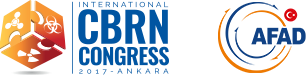 INTERNATIONAL
CBRN
CONGRESS
2017-ANKARA
AFAD